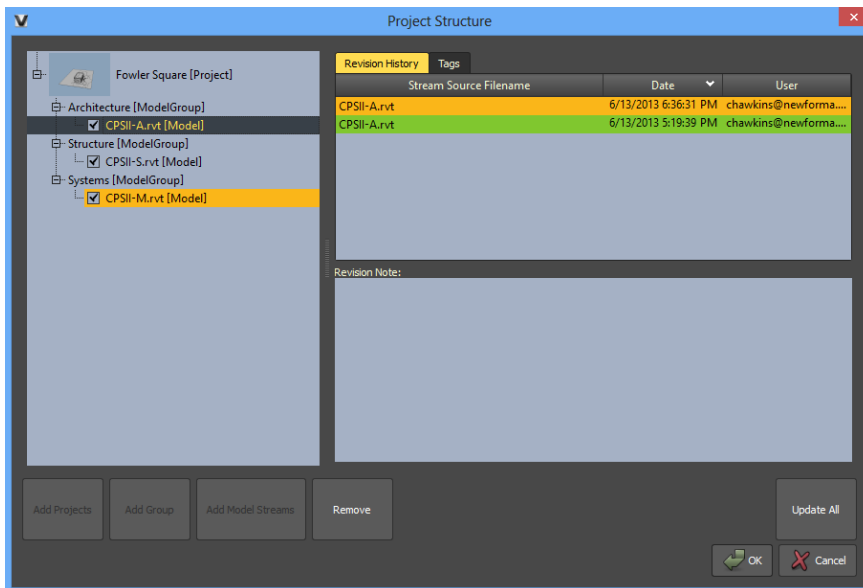 Project Structure
Fowler Square [Project]
Architecture [ModelGroup]
CPSII-A.rvt [Model]
Structure [ModelGroup]
CPSII-S.rvt [Model]
Systems [ModelGroup]
CPSII-M.rvt [Model]
Revision History Tags
Stream Source Filename Date User
CPSII-A.rvt 6/13/2013 6:36:31 PM chawkins@newforma....
CPSII-A.rvt 6/13/2013 5:19:39 PM chawkins@newforma....
Revision Note:
Add Projects Add Group Add Model Streams Remove Update All
OK Cancel